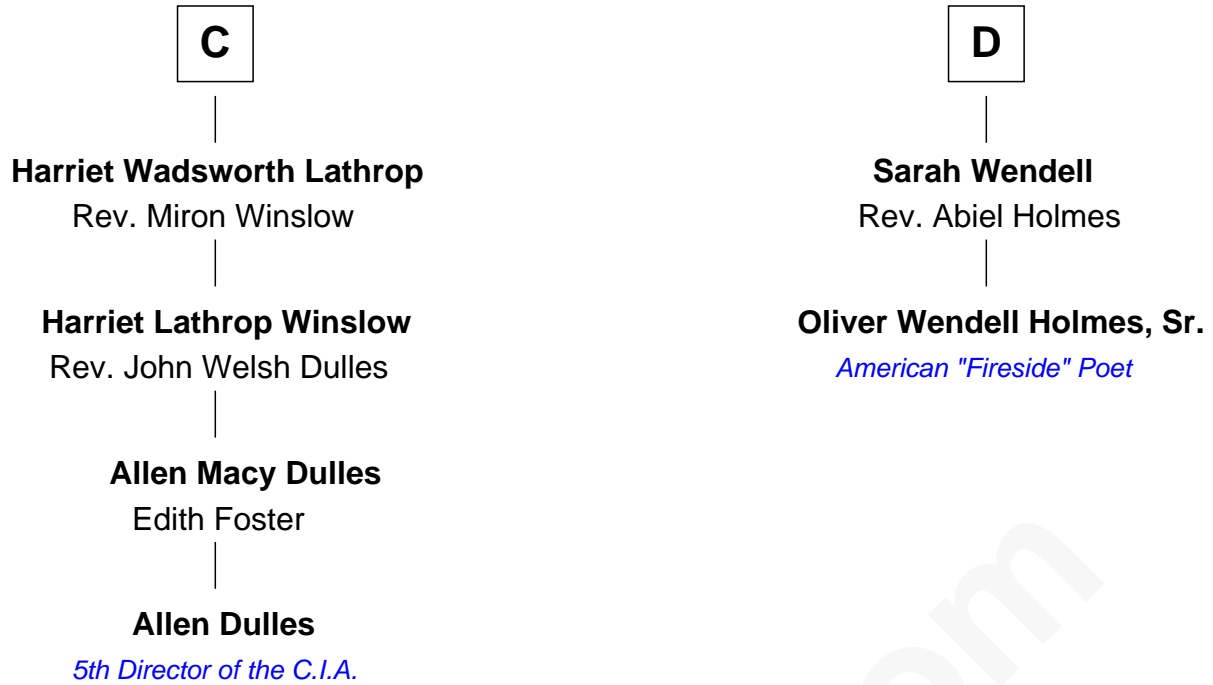 C
Harriet Wadsworth Lathrop
Rev. Miron Winslow
Harriet Lathrop Winslow
Rev. John Welsh Dulles
Allen Macy Dulles
Edith Foster
Allen Dulles
5th Director of the C.I.A.
D
Sarah Wendell
Rev. Abiel Holmes
Oliver Wendell Holmes, Sr.
American "Fireside" Poet
om